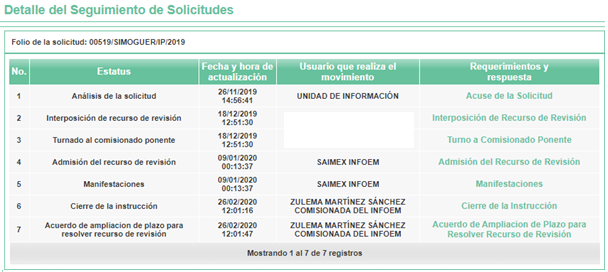 Detalle del Seguimiento de Solicitudes
Folio de la solicitud: 00519/SIMOGUER/IP/2019
No. Estatus Fecha y hora de actualización Usuario que realiza el movimiento Requerimientos y respuesta
1 Análisis de la solicitud 26/11/2019 14:56:41 UNIDAD DE INFORMACIÓN Acuse de la Solicitud
2 Interposición de recurso de revisión 18/12/2019 12:51:30 Interposición de Recurso de Revisión
3 Turnado al comisionado ponente 18/12/2019 12:51:30 Turno a Comisionado Ponente
4 Admisión del recurso de revisión 09/01/2020 00:13:37 SAIMEX INFOEM Admisión del Recurso de Revisión
5 Manifestaciones 09/01/2020 00:13:37 SAIMEX INFOEM Manifestaciones
6 Cierre de la instrucción 26/02/2020 12:01:16 ZULEMA MARTÍNEZ SÁNCHEZ COMISIONADA DEL INFOEM Cierre de la Instrucción
7 Acuerdo de ampliacion de plazo para resolver recurso de revisión 26/02/2020 12:01:47 ZULEMA MARTÍNEZ SÁNCHEZ COMISIONADA DEL INFOEM Acuerdo de Ampliacion de Plazo para Resolver Recurso de Revisión
Mostrando 1 al 7 de 7 registros